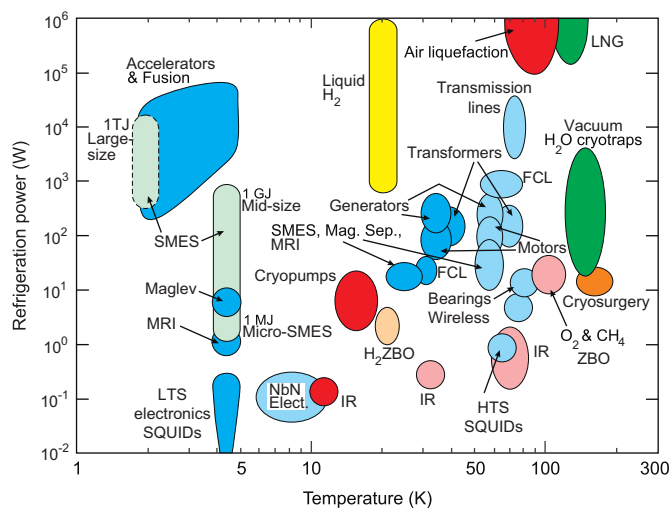 10^6
10^5
10^4
10^3
10^2
10
10^0
10^-1
10^-2
Refrigeration power (W)
Accelerators
& Fusion
1TJ
Large-
size
SMES
1 GJ
Mid-size
Maglev
MRI
1 MJ
Micro-SMES
LTS
electronics
SQUIDs
NbN
Elect.
IR
Liquid
H2
Air liquefaction
LNG
Transmission
lines
Vacuum
H2O cryotraps
Transformers
FCL
Generators
SMES, Mag. Sep.,
MRI
Motors
FCL
Cryopumps
Bearings
Wireless
Cryosurgery
H2ZBO
O2 & CH4
ZBO
IR
IR
HTS
SQUIDS
1
5
10
50
100
300
Temperature (K)